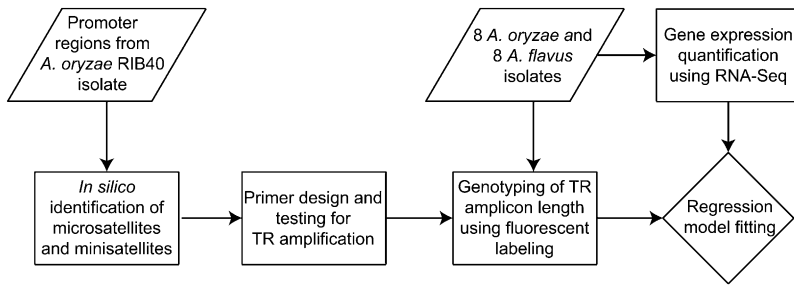 Promoter
regions from
A. oryzae RIB40
isolate
8 A. oryzae and
8 A. flavus
isolates
Gene expression
quantification
using RNA-Seq
In silico
identification of
microsatellites
and minisatellites
Primer design and
testing for
TR amplification
Genotyping of TR
amplicon length
using fluorescent
labeling
Regression
model fitting